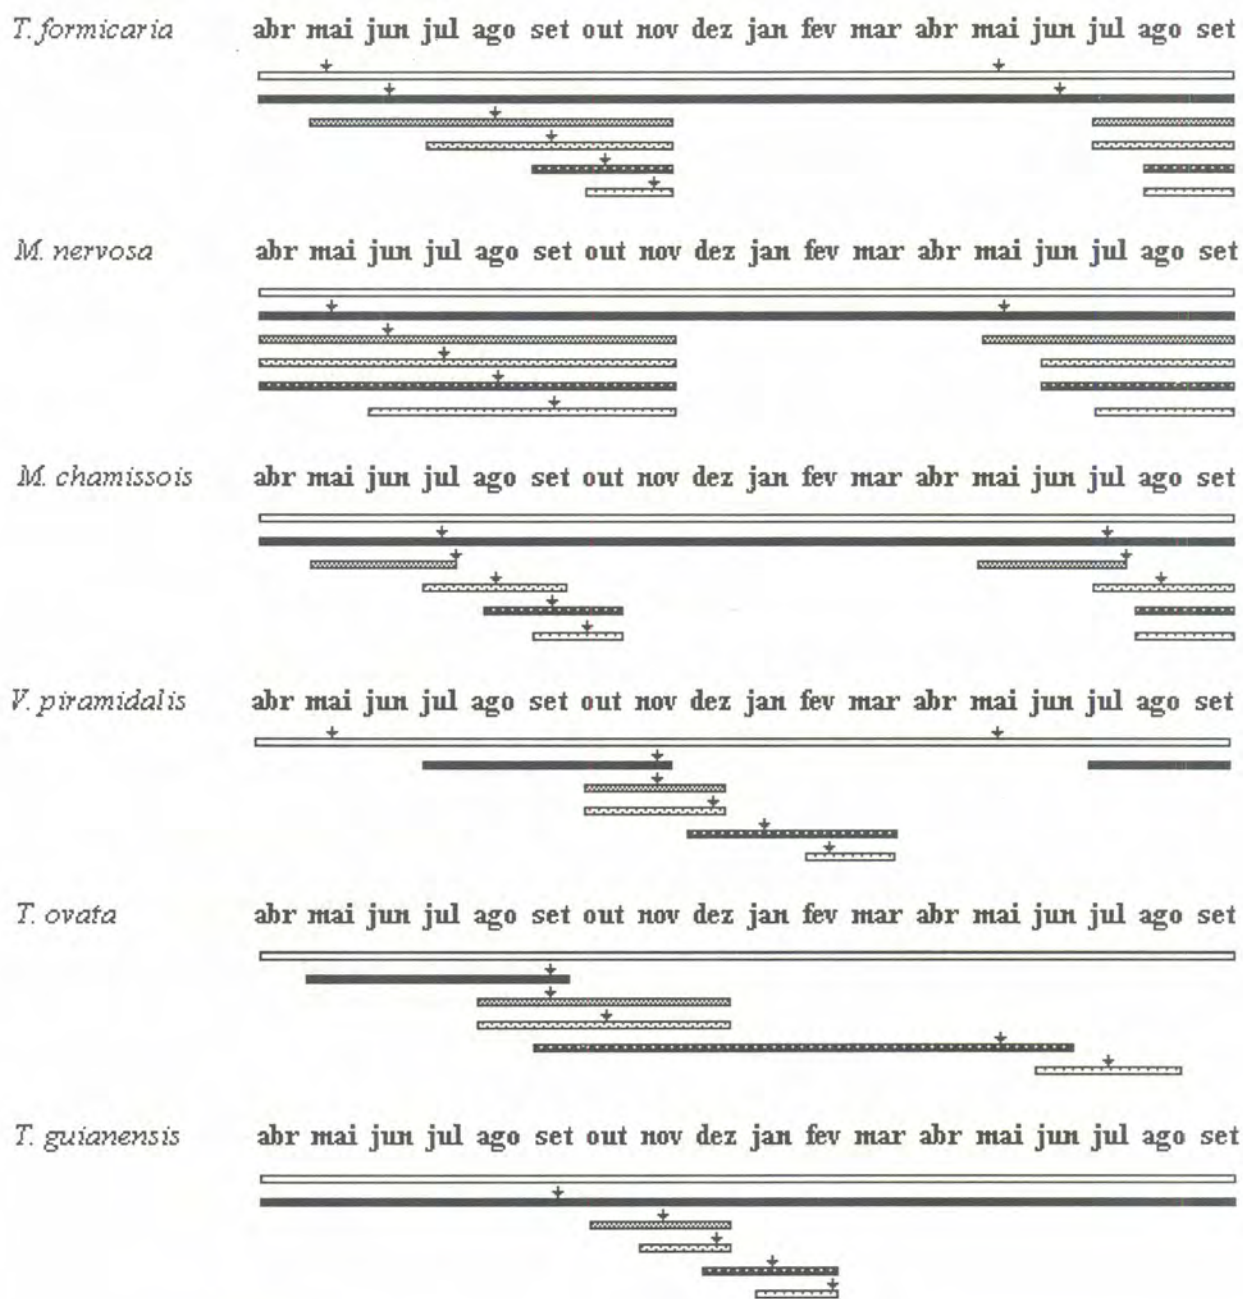 T. formicaria abr mai jun jul ago set out nov dez jan fev mar abr mai jun jul ago set
M. nervosa abr mai jun jul ago set out nov dez jan fev mar abr mai jun jul ago set
M. chamissois abr mai jun jul ago set out nov dez jan fev mar abr mai jun jul ago set
V. piramidalis abr mai jun jul ago set out nov dez jan fev mar abr mai jun jul ago set
T. ovata abr mai jun jul ago set out nov dez jan fev mar abr mai jun jul ago set
T. guianensis abr mai jun jul ago set out nov dez jan fev mar abr mai jun jul ago set